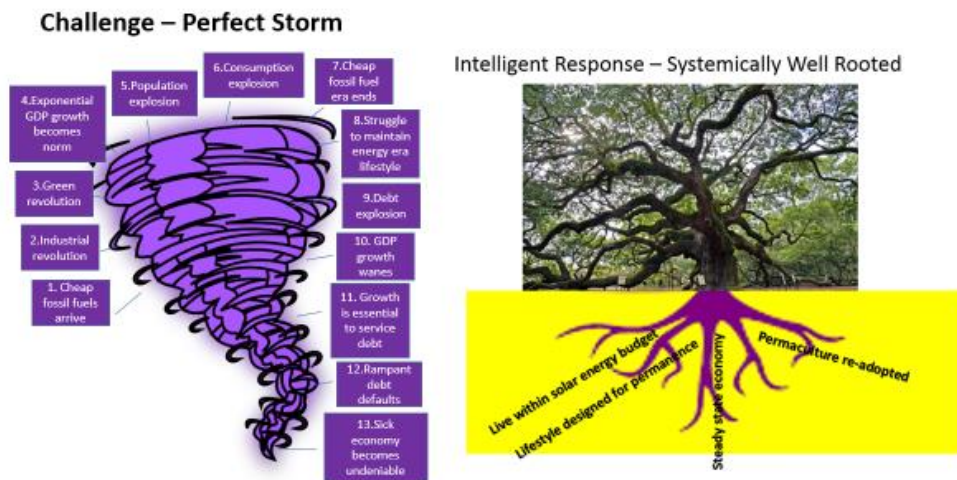 Challenge – Perfect Storm
1. Cheap
fossil fuels
arrive
2.Industrial
revolution
3.Green
revolution
4.Exponential
GDP growth
becomes
norm
5.Population
explosion
6.Consumption
explosion
7.Cheap
fossil fuel
era ends
8.Struggle
to maintain
energy era
lifestyle
9.Debt
explosion
10. GDP
growth
wanes
11. Growth
is essential
to service
debt
12.Rampant
debt
defaults
13.Sick
economy
becomes
undeniable
Intelligent Response – Systemically Well Rooted
Live within solar energy budget
Lifestyle designed for permanence
Steady state economy
Permaculture re-adopted